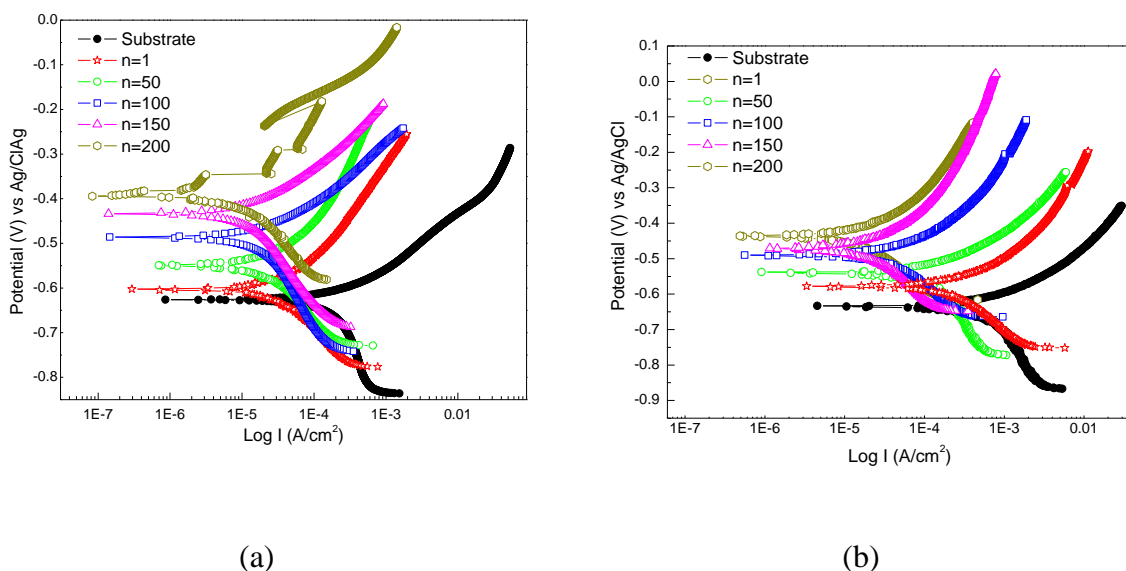 0.0
-0.1
-0.2
-0.3
-0.4
-0.5
-0.6
-0.7
-0.8
Potential (V) vs Ag/ClAg
Substrate
n=1
n=50
n=100
n=150
n=200
1E-7 1E-6 1E-5 1E-4 1E-3 0.01
Log I (A/cm²)
(a)
0.1
0.0
-0.1
-0.2
-0.3
-0.4
-0.5
-0.6
-0.7
-0.8
-0.9
Potential (V) vs Ag/AgCl
Substrate
n=1
n=50
n=100
n=150
n=200
1E-7 1E-6 1E-5 1E-4 1E-3 0.01
Log I (A/cm²)
(b)